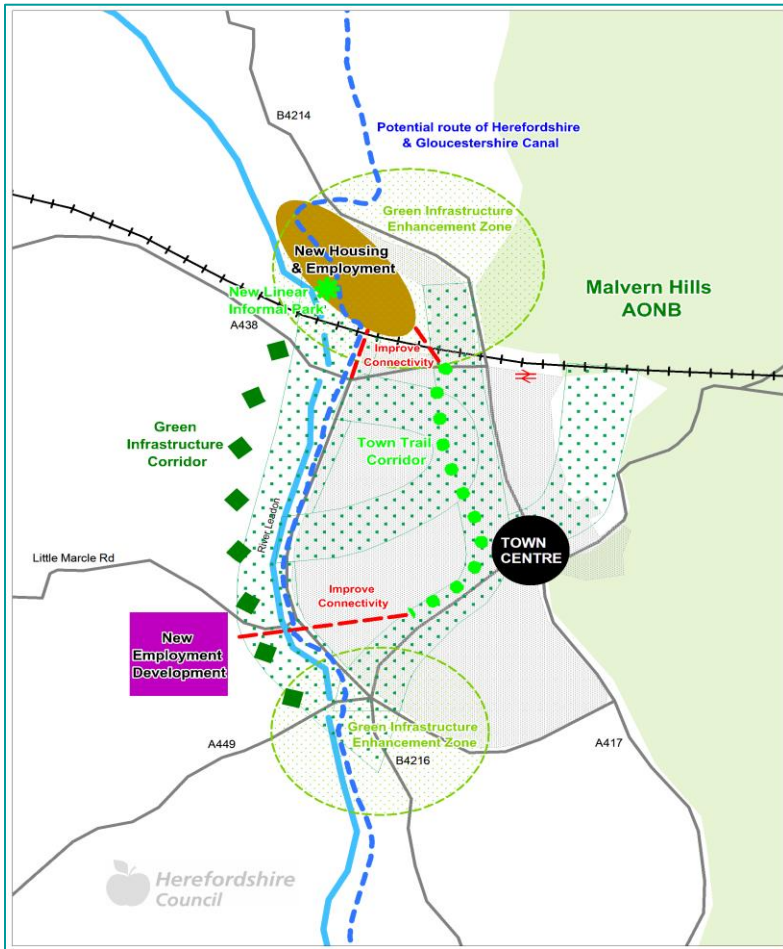 B4214
Potential route of Herefordshire
& Gloucestershire Canal
Green Infrastructure
Enhancement Zone
New Housing
& Employment
Malvern Hills
AONB
New Linear
Informal Park
A438
Improve
Connectivity
Green
Infrastructure
Corridor
Town Trail
Corridor
River Leadon
TOWN
CENTRE
Little Marcle Rd
Improve
Connectivity
New
Employment
Development
Green Infrastructure
Enhancement Zone
A449
B4216
A417
Herefordshire
Council